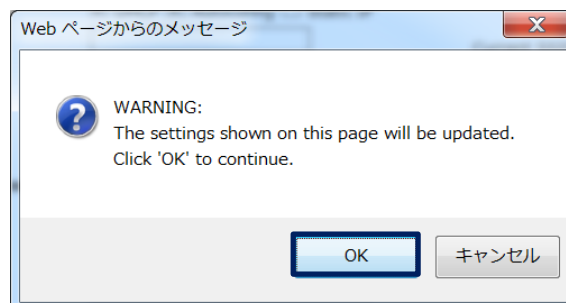 Web ページからのメッセージ
WARNING:
The settings shown on this page will be updated.
Click 'OK' to continue.
OK
キャンセル